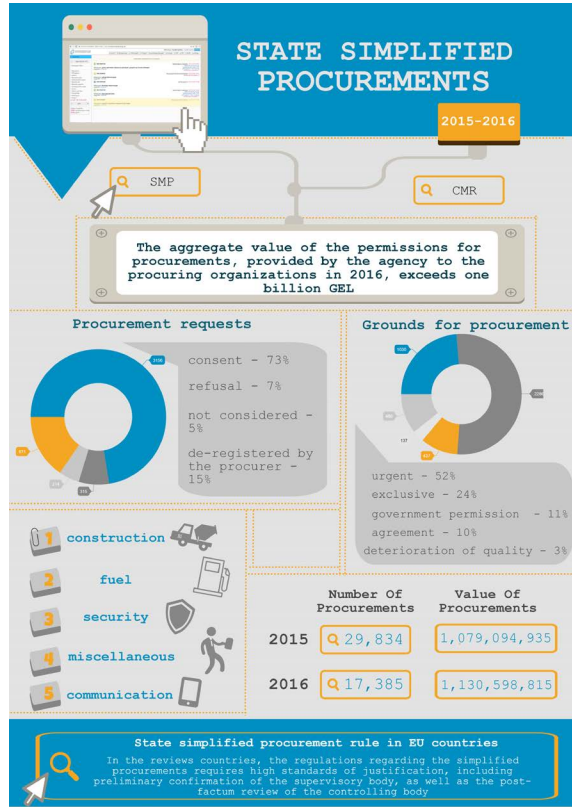 STATE SIMPLIFIED
PROCUREMENTS
2015-2016
SMP
CMR
The aggregate value of the permissions for
procurements, provided by the agency to the
procuring organizations in 2016, exceeds one
billion GEL
Procurement requests
consent - 73%
refusal - 7%
not considered -
5%
de-registered by
the procurer -
15%
Grounds for procurement
137
urgent - 52%
exclusive - 24%
government permission - 11%
agreement - 10%
deterioration of quality - 3%
1 construction
2 fuel
3 security
4 miscellaneous
5 communication
Number Of
Procurements
Value Of
Procurements
2015 29,834 1,079,094,935
2016 17,385 1,130,598,815
State simplified procurement rule in EU countries
In the reviews countries, the regulations regarding the simplified
procurements requires high standards of justification, including
preliminary confirmation of the supervisory body, as well as the post-
factum review of the controlling body